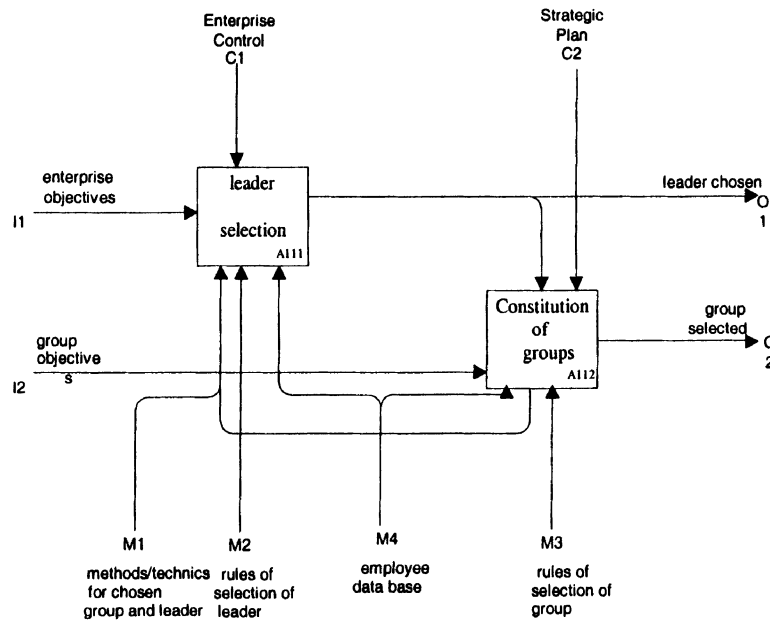 Enterprise
Control
C1
Strategic
Plan
C2
enterprise
objectives
I1
leader
selection
A111
leader chosen
O
1
Constitution
of
groups
A112
group
selected
O
2
group
objective
s
I2
M1
methods/technics
for chosen
group and leader
M2
rules of
selection of
leader
M4
employee
data base
M3
rules of
selection of
group